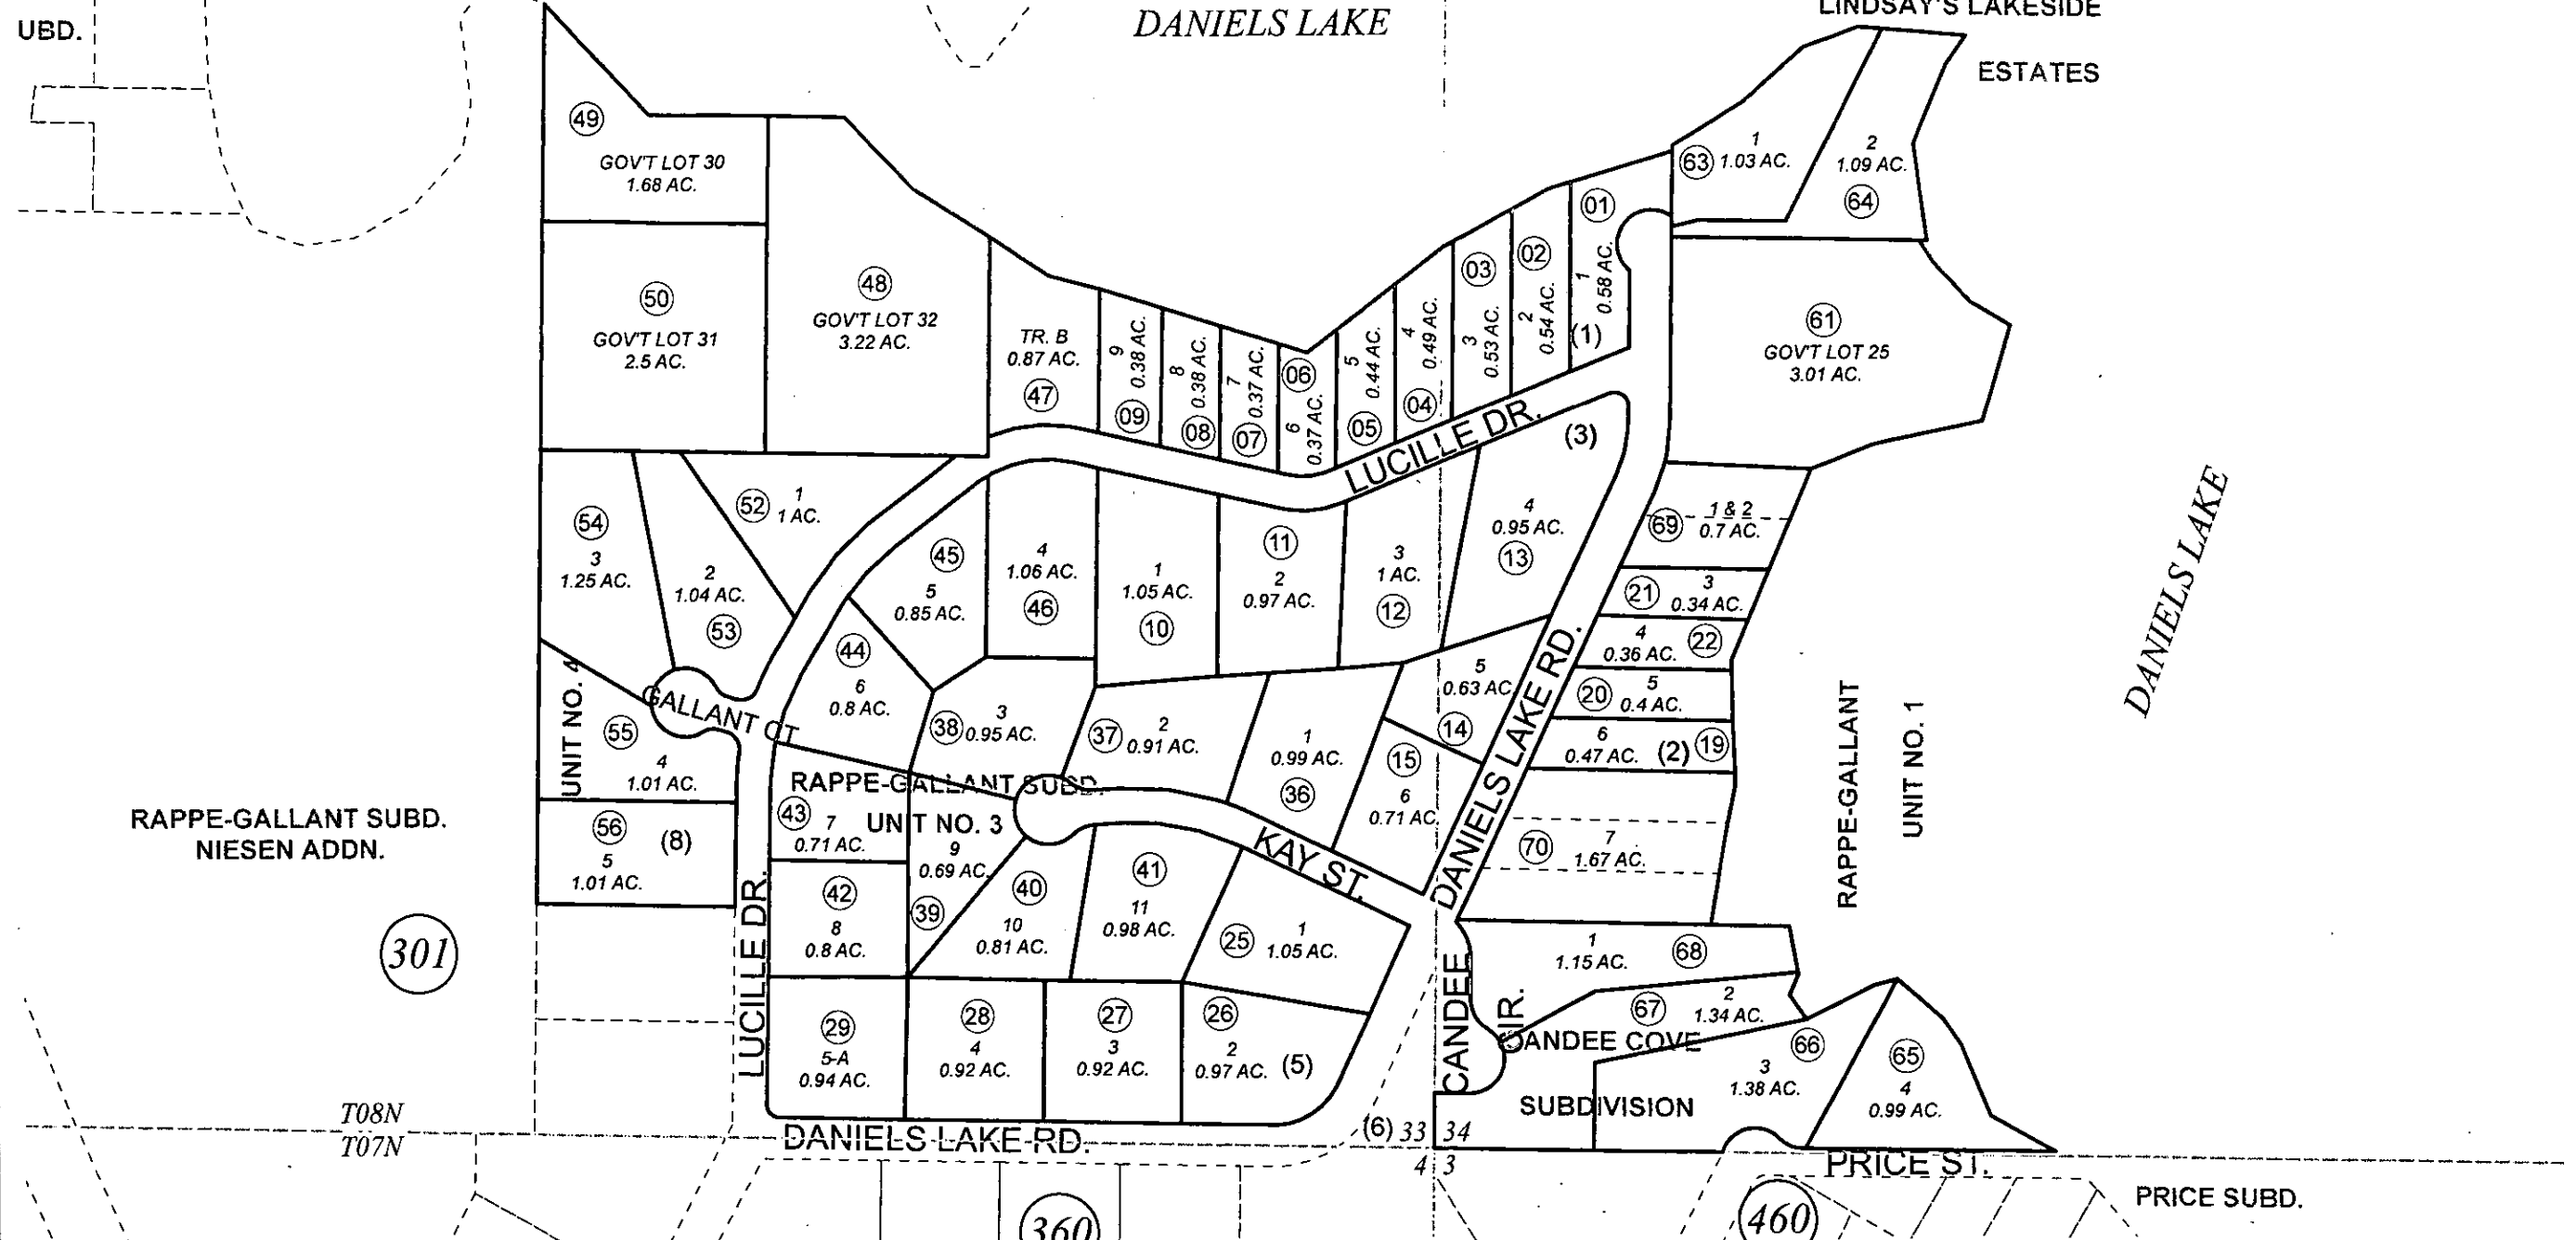 UBD.
DANIELS LAKE
LINDSAY'S LAKESIDE
ESTATES
49
GOV'T LOT 30
1.68 AC.
50
GOV'T LOT 31
2.5 AC.
48
GOV'T LOT 32
3.22 AC.
TR. B
0.87 AC.
47
9
0.38 AC.
09
8
0.38 AC.
08
7
0.37 AC.
07
06
6
0.37 AC.
5
0.44 AC.
05
4
0.49 AC.
04
03
3
0.53 AC.
02
2
0.54 AC.
01
1
0.58 AC.
(1)
63
1
1.03 AC.
2
1.09 AC.
64
61
GOV'T LOT 25
3.01 AC.
LUCILLE DR.
(3)
54
3
1.25 AC.
2
1.04 AC.
53
52
1
1 AC.
45
5
0.85 AC.
4
1.06 AC.
46
1
1.05 AC.
10
11
2
0.97 AC.
3
1 AC.
12
4
0.95 AC.
13
69
1 & 2
0.7 AC.
21
3
0.34 AC.
4
0.36 AC.
22
20
5
0.4 AC.
6
0.47 AC.
(2)
19
DANIELS LAKE
44
6
0.8 AC.
38
3
0.95 AC.
37
2
0.91 AC.
1
0.99 AC.
36
5
0.63 AC.
14
15
6
0.71 AC.
DANIELS LAKE RD.
GALLANT CT
UNIT NO. 4
55
4
1.01 AC.
56
(8)
5
1.01 AC.
RAPPE-GALLANT SUBD.
NIESEN ADDN.
RAPPE-GALLANT SUBD.
UNIT NO. 3
43
7
0.71 AC.
9
0.69 AC.
39
42
8
0.8 AC.
40
10
0.81 AC.
41
11
0.98 AC.
KAY ST.
25
1
1.05 AC.
70
7
1.67 AC.
RAPPE-GALLANT
UNIT NO. 1
301
LUCILLE DR.
29
5-A
0.94 AC.
28
4
0.92 AC.
27
3
0.92 AC.
26
2
0.97 AC.
(5)
CANDEE
CIR.
1
1.15 AC.
68
67
2
1.34 AC.
CANDEE COVE
SUBDIVISION
66
3
1.38 AC.
65
4
0.99 AC.
T08N
T07N
DANIELS LAKE RD.
(6)
33
34
4
3
PRICE ST.
PRICE SUBD.
360
460